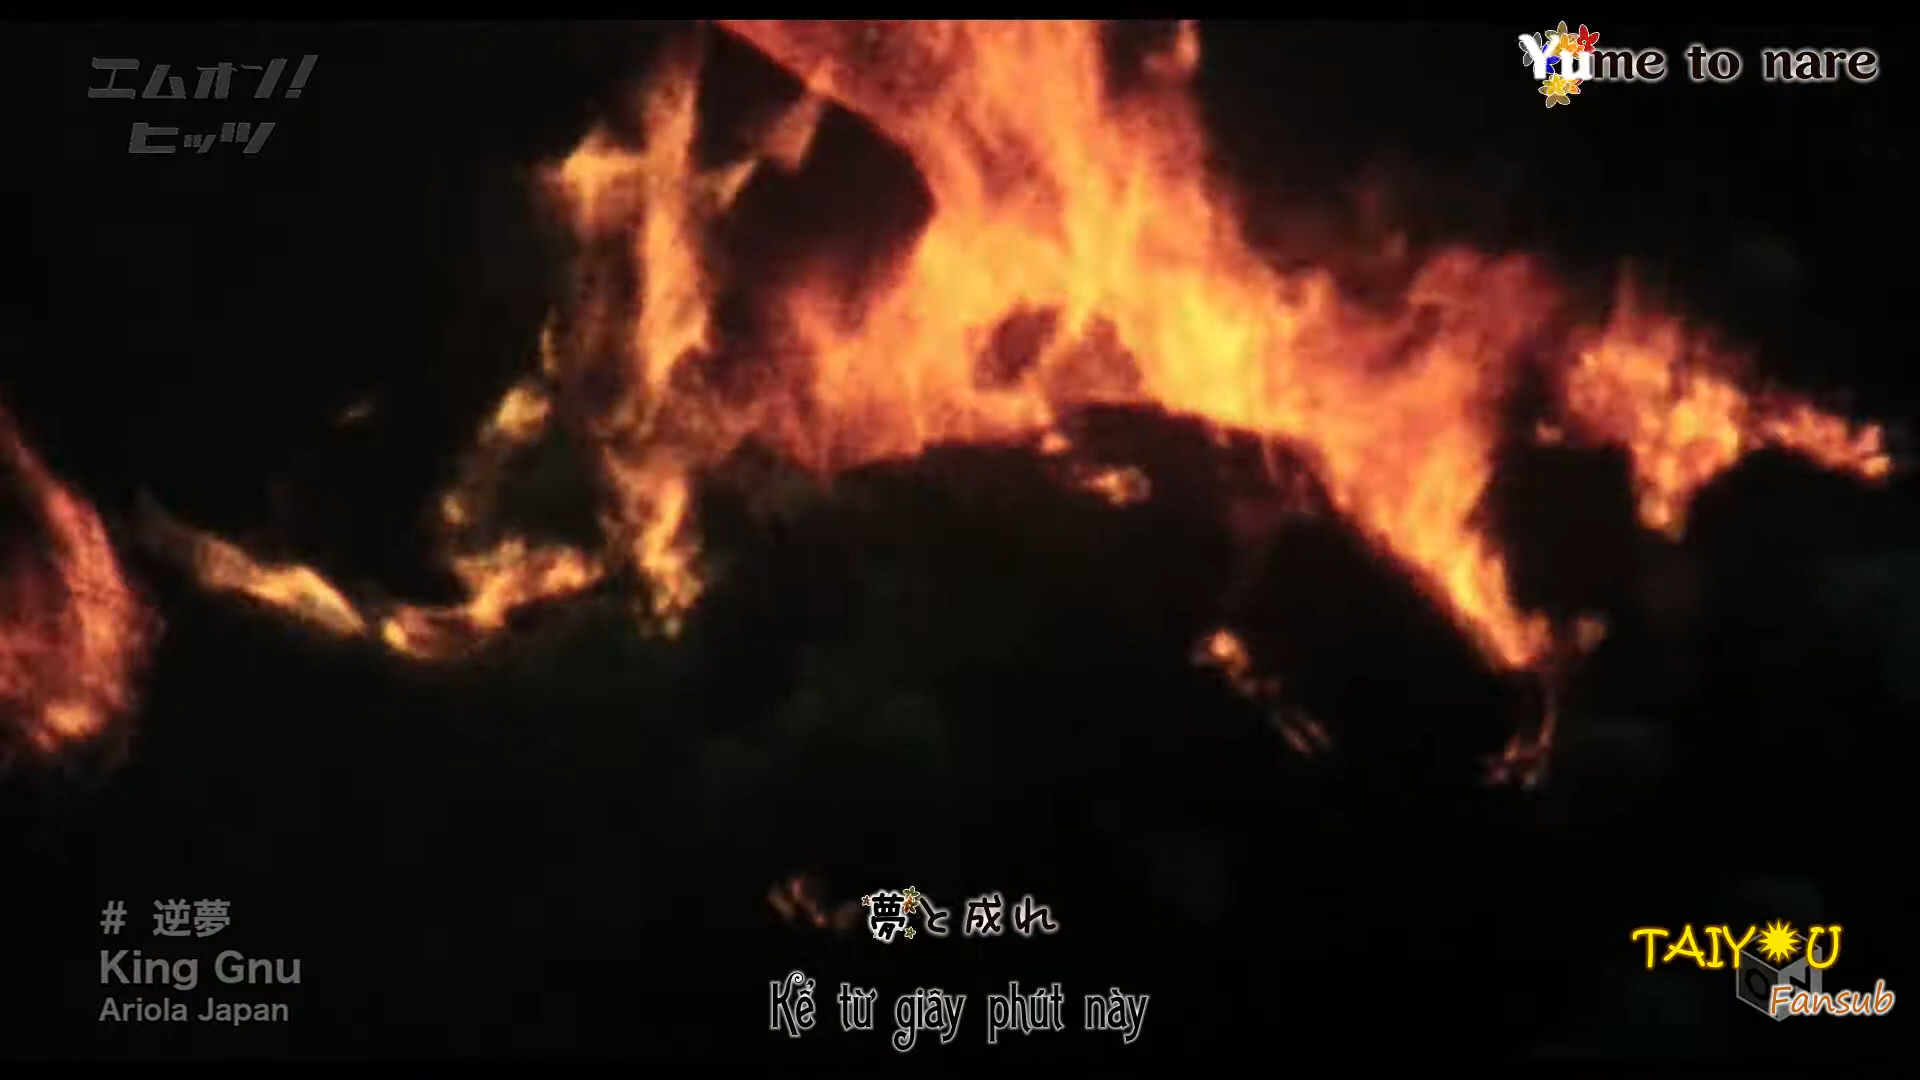 エムオン!
ヒッツ
Yume to nare
# 逆夢
King Gnu
Ariola Japan
夢と成れ
Kể từ giây phút này
TAIYOU
Fansub